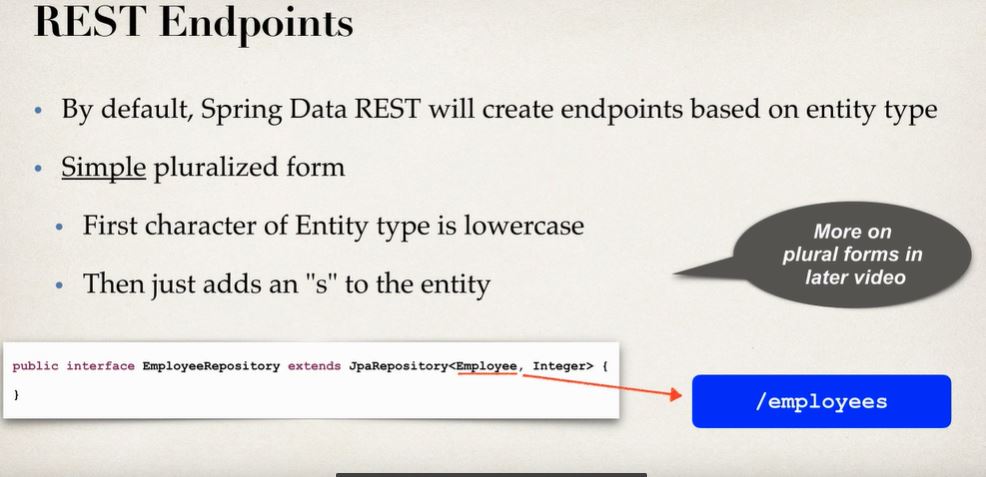 REST Endpoints
• By default, Spring Data REST will create endpoints based on entity type
• Simple pluralized form
• First character of Entity type is lowercase
• Then just adds an "s" to the entity
More on
plural forms in
later video
public interface EmployeeRepository extends JpaRepository<Employee, Integer> {
}
/employees